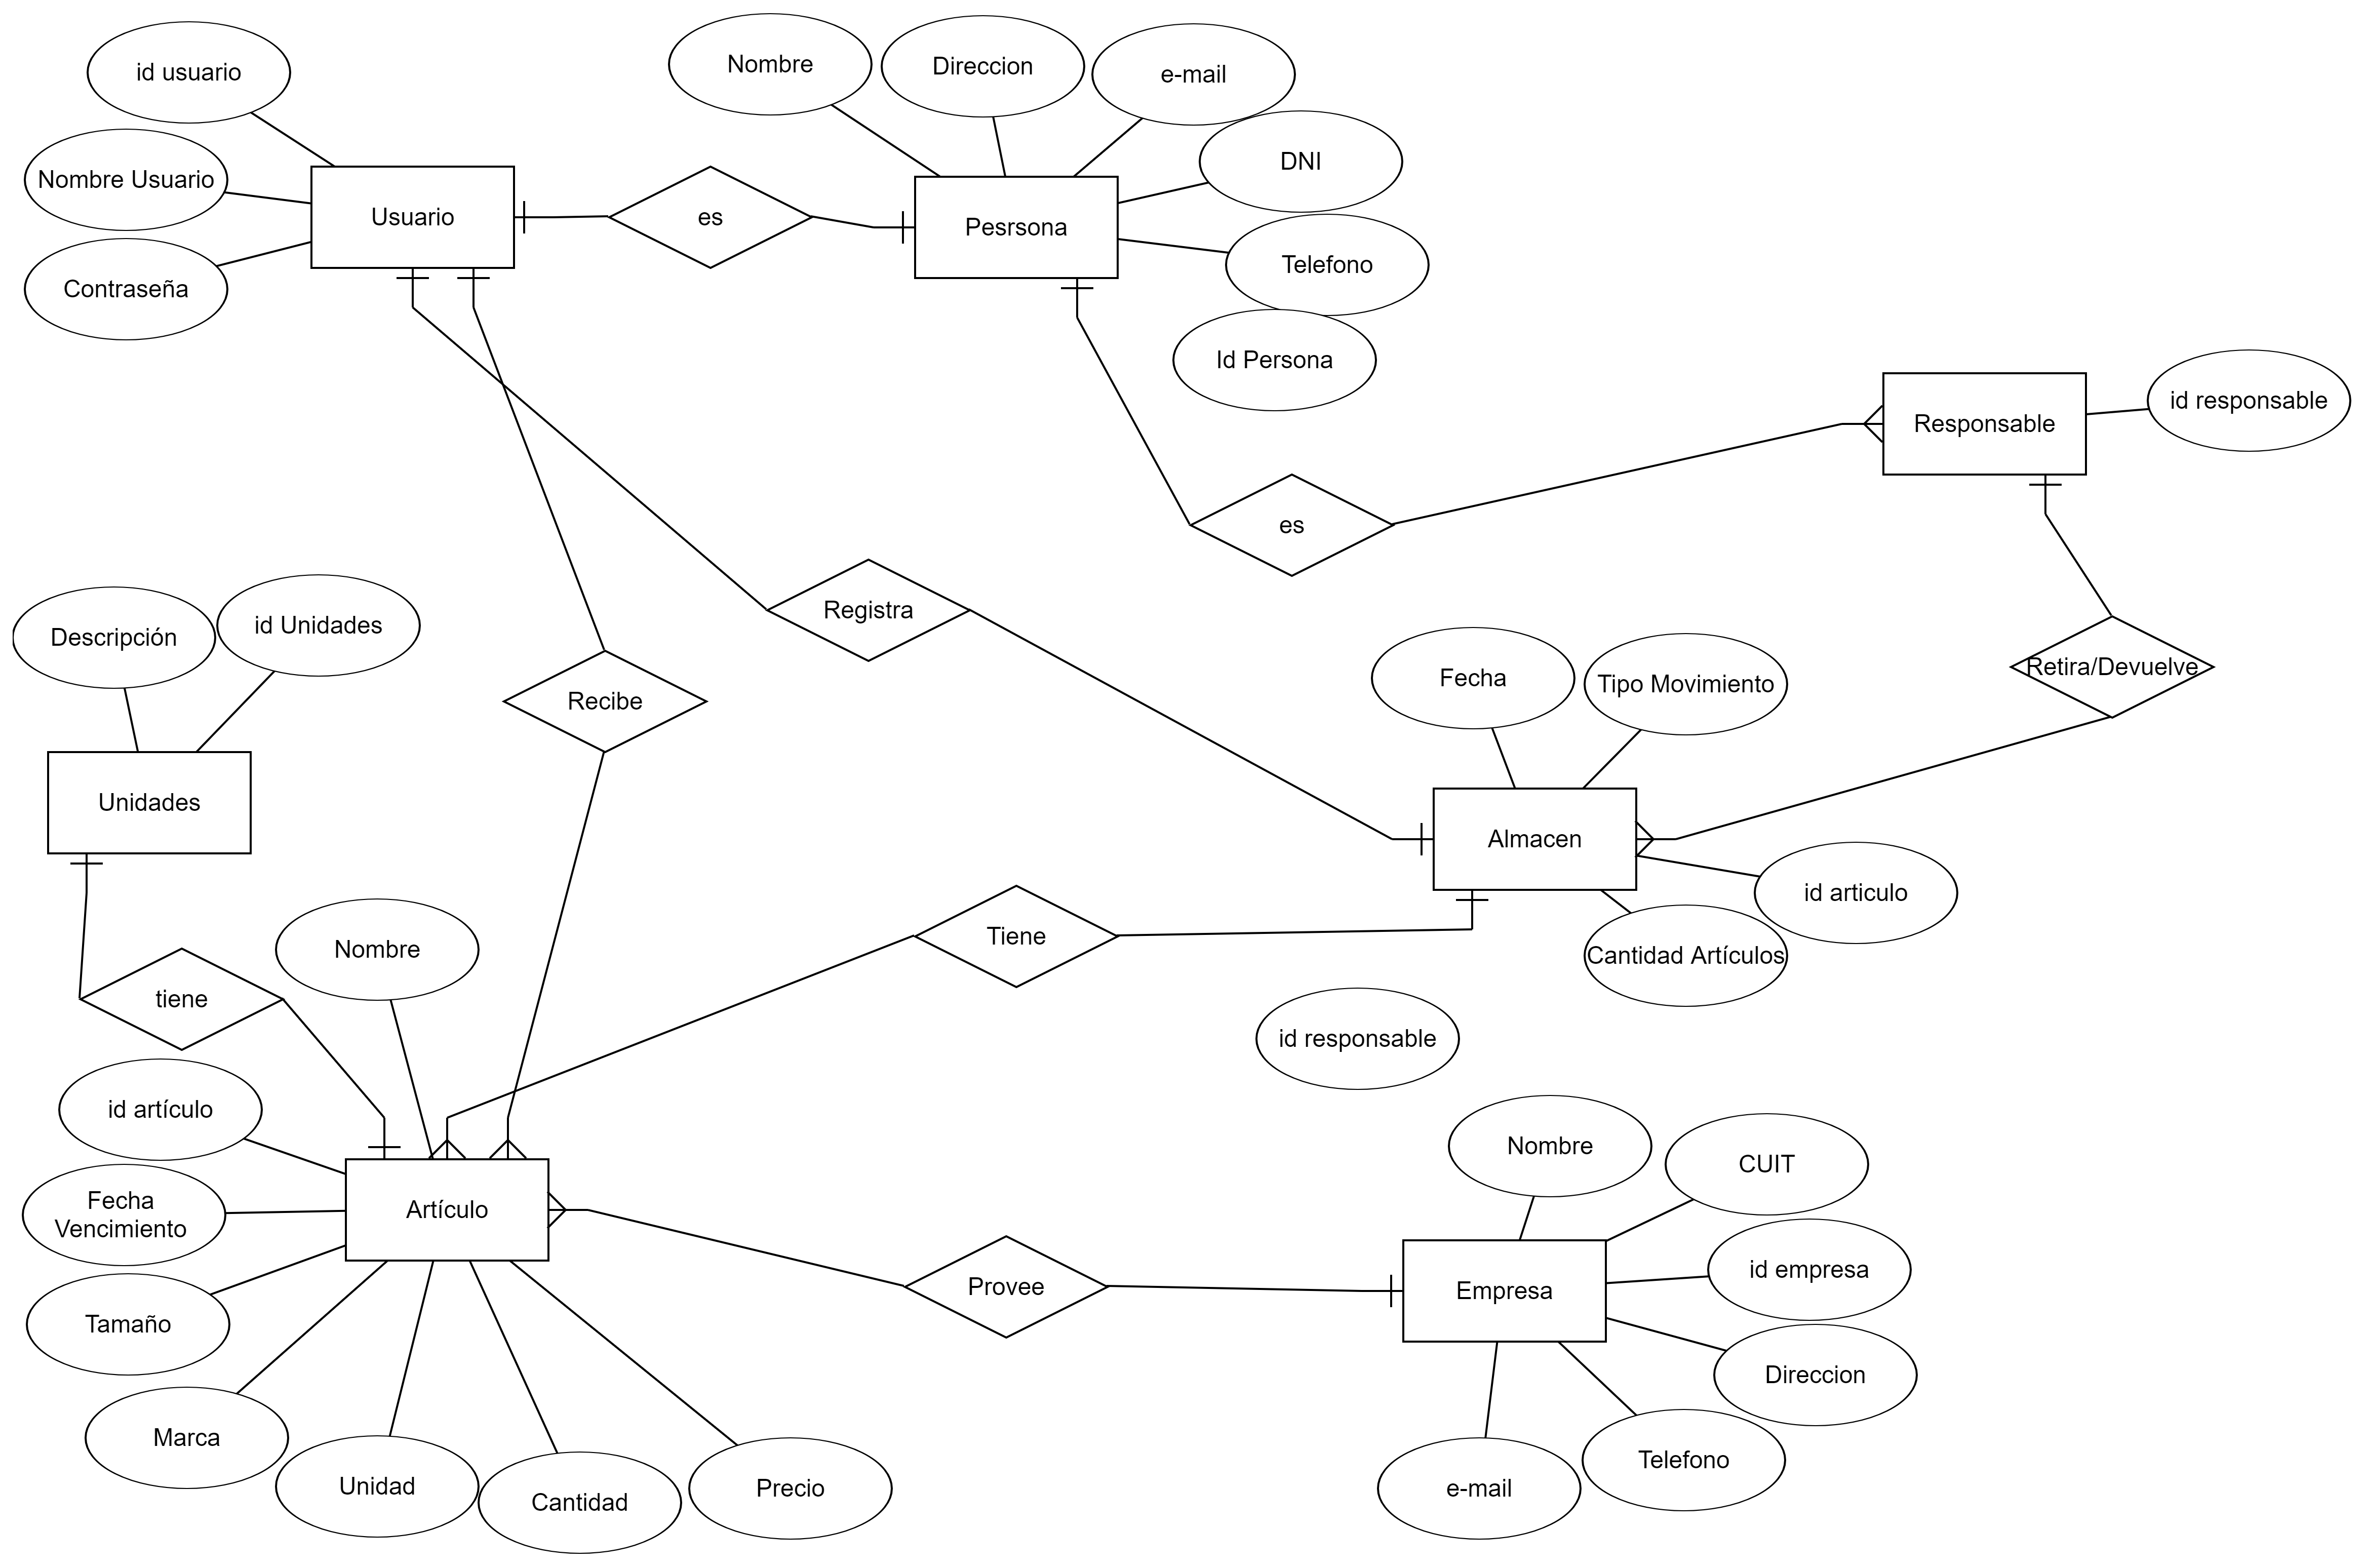 id usuario
Nombre
Direccion
e-mail
Nombre Usuario
DNI
Usuario
es
Pesrsona
Contraseña
Telefono
Id Persona
id responsable
Responsable
es
Descripción
id Unidades
Registra
Recibe
Retira/Devuelve
Fecha
Tipo Movimiento
Unidades
Almacen
id articulo
Nombre
Tiene
Cantidad Artículos
tiene
id responsable
id artículo
Nombre
CUIT
Fecha
Vencimiento
Artículo
id empresa
Provee
Empresa
Tamaño
Direccion
Marca
Unidad
Cantidad
Precio
e-mail
Telefono